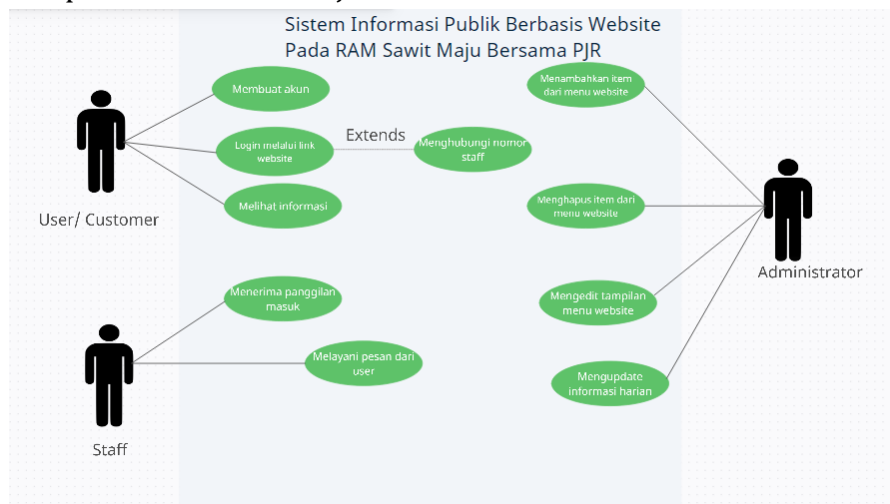 Sistem Informasi Publik Berbasis Website
Pada RAM Sawit Maju Bersama PJR
Membuat akun
Login melalui link
website
Extends
Menghubungi nomor
staff
Melihat informasi
User/ Customer
Menerima panggilan
masuk
Melayani pesan dari
user
Staff
Menambahkan item
dari menu website
Menghapus item dari
menu website
Mengedit tampilan
menu website
Mengupdate
informasi harian
Administrator